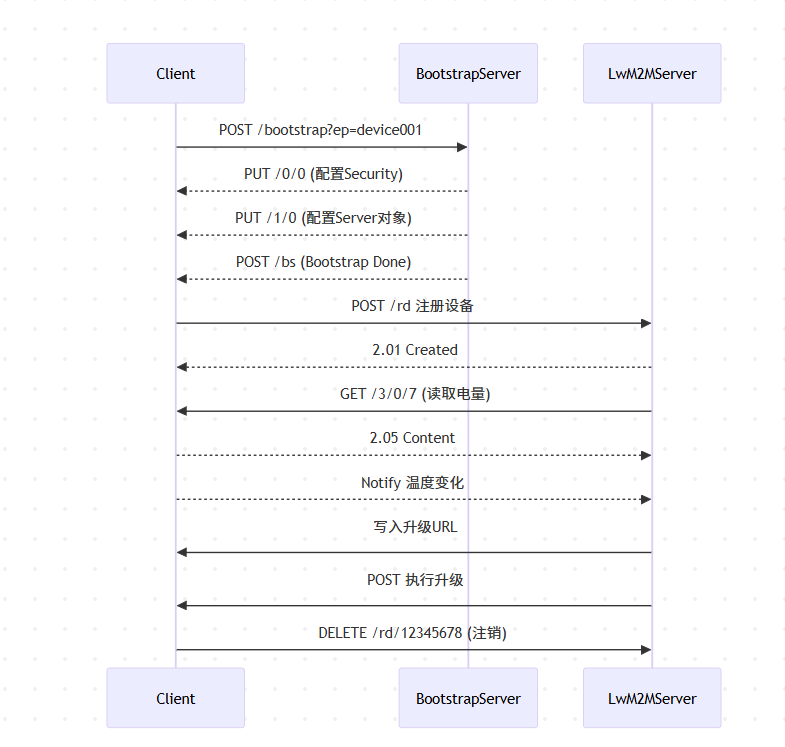 Client
BootstrapServer
LwM2MServer
POST /bootstrap?ep=device001
PUT /0/0 (配置Security)
PUT /1/0 (配置Server对象)
POST /bs (Bootstrap Done)
POST /rd 注册设备
2.01 Created
GET /3/0/7 (读取电量)
2.05 Content
Notify 温度变化
写入升级URL
POST 执行升级
DELETE /rd/12345678 (注销)
Client
BootstrapServer
LwM2MServer